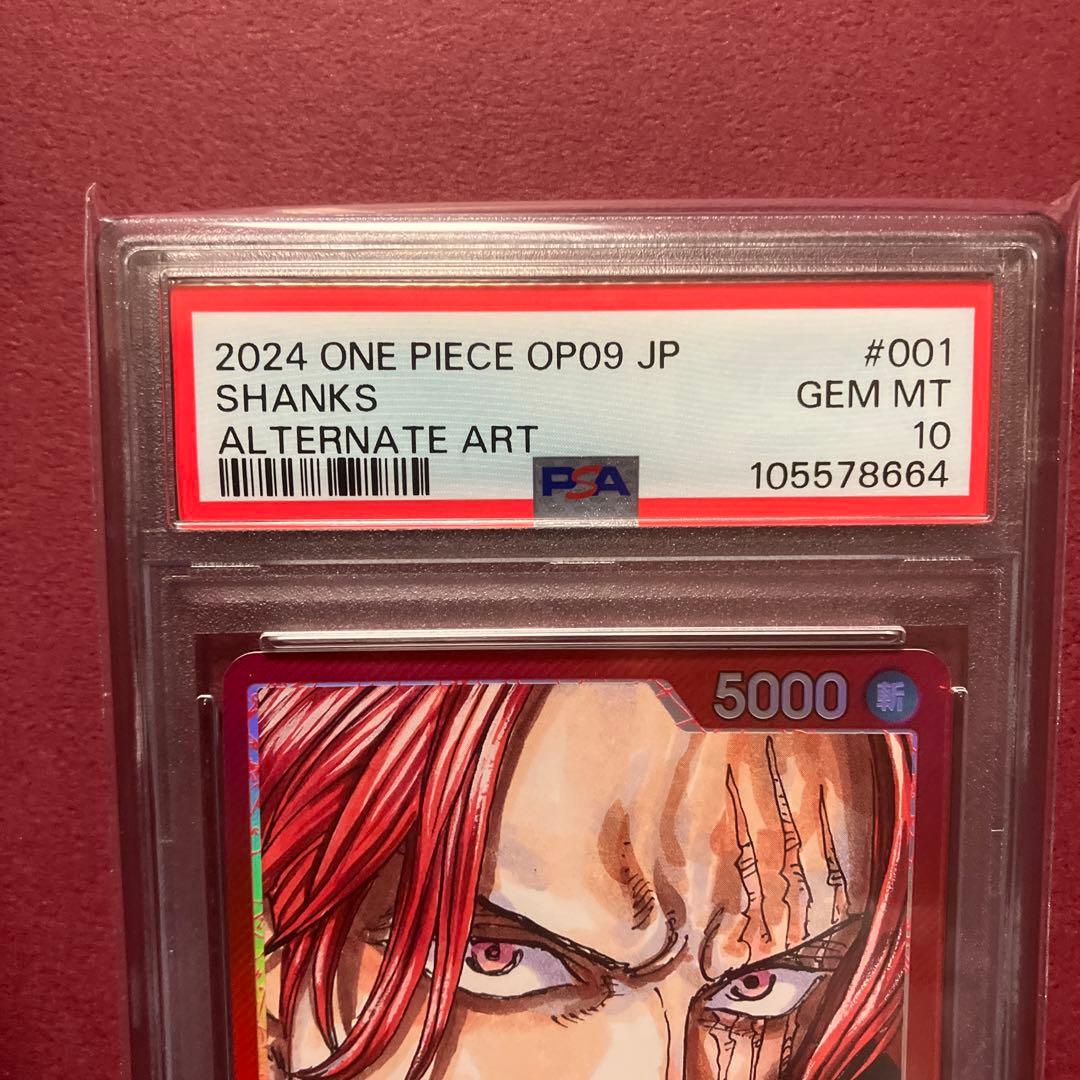 2024 ONE PIECE OP09 JP #001
SHANKS GEM MT
ALTERNATE ART 10
PSA 105578664
5000 斬